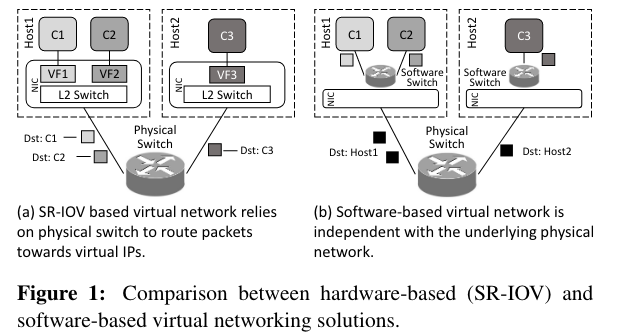 Host1
C1
C2
NIC
VF1
VF2
L2 Switch
Host2
C3
NIC
VF3
L2 Switch
Dst: C1
Dst: C2
Physical
Switch
Dst: C3
(a) SR-IOV based virtual network relies
on physical switch to route packets
towards virtual IPs.
Host1
C1
C2
Software
Switch
NIC
Host2
C3
Software
Switch
NIC
Dst: Host1
Physical
Switch
Dst: Host2
(b) Software-based virtual network is
independent with the underlying physical
network.
Figure 1: Comparison between hardware-based (SR-IOV) and
software-based virtual networking solutions.